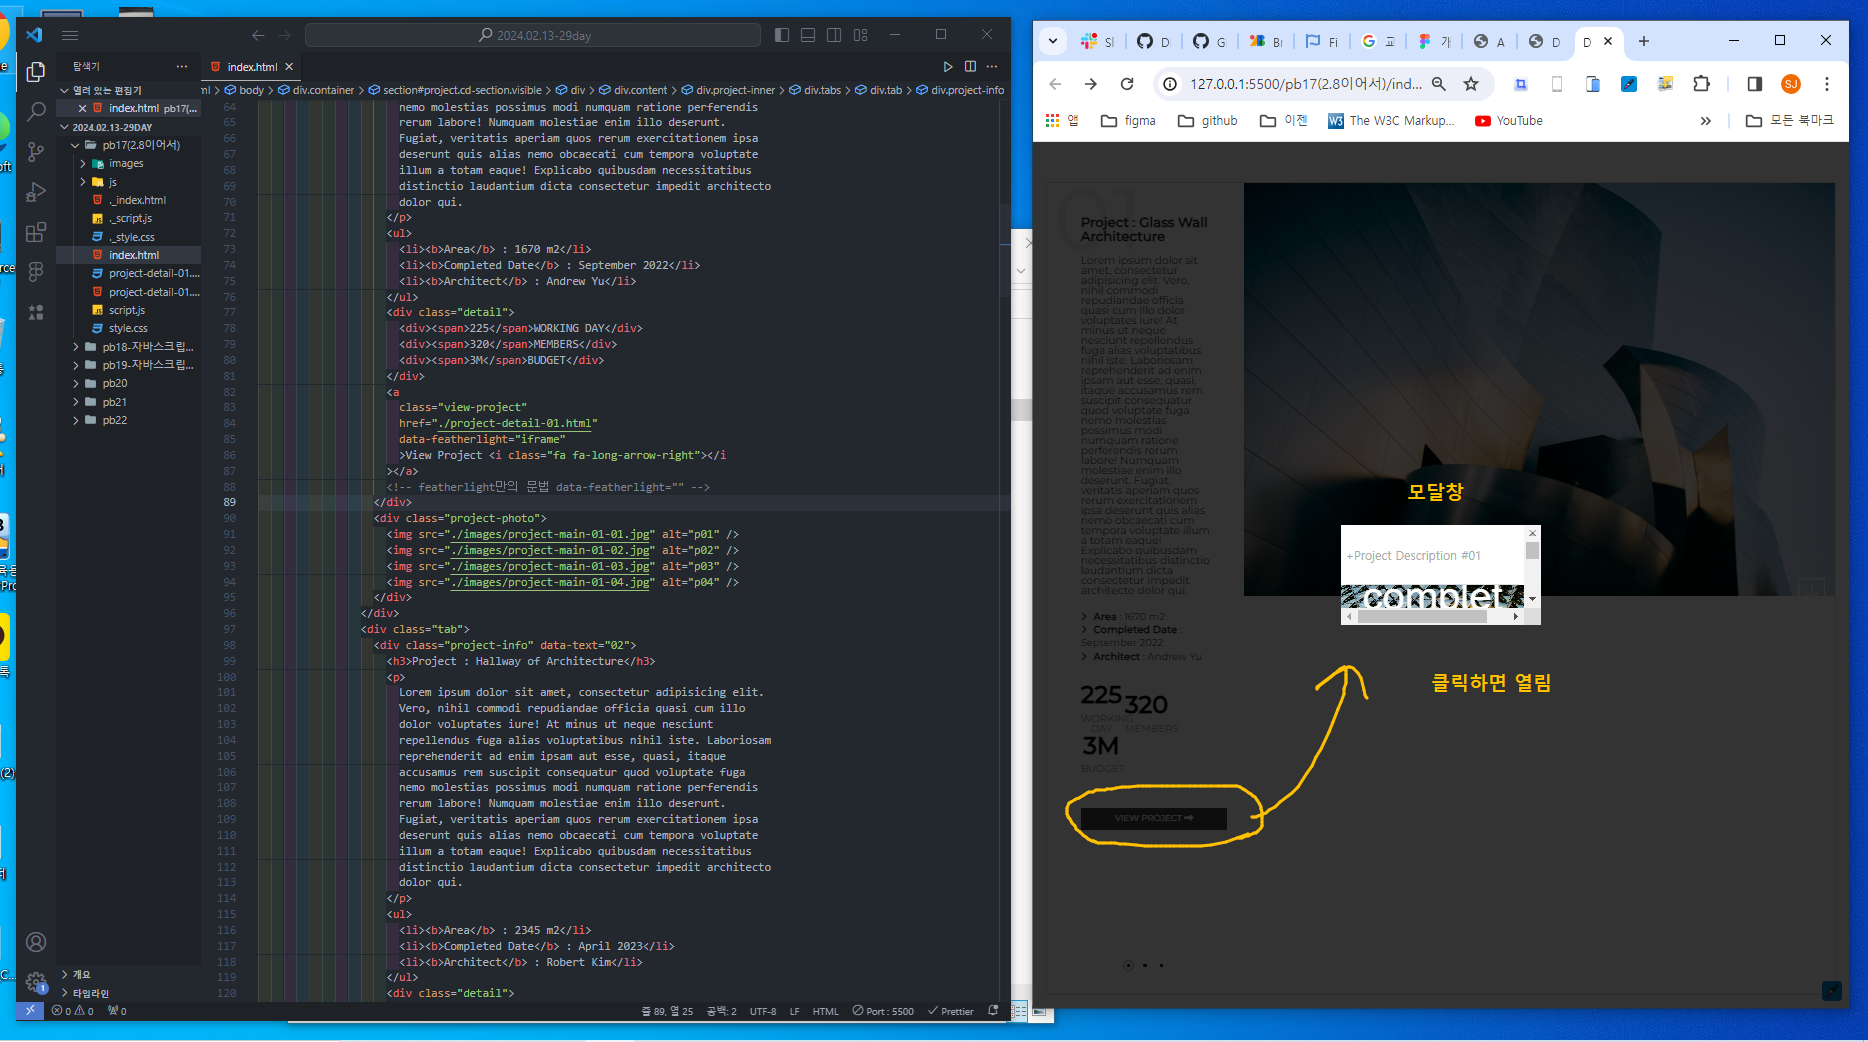 2024.02.13-29day
탐색기
index.html
열려 있는 편집기
index.html pb17(...
2024.02.13-29DAY
pb17(2.8이어서)
images
js
._index.html
._script.js
._style.css
index.html
project-detail-01....
project-detail-01....
script.js
style.css
pb18-자바스크립...
pb19-자바스크립...
pb20
pb21
pb22
개요
타임라인
ml > body > div.container > section#project.cd-section.visible > div > div.content > div.project-inner > div.tabs > div.tab > div.project-info
64 nemo molestias possimus modi numquam ratione perferendis
65 rerum labore! Numquam molestiae enim illo deserunt.
66 Fugiat, veritatis aperiam quos rerum exercitationem ipsa
67 deserunt quis alias nemo obcaecati cum tempora voluptate
68 illum a totam eaque! Explicabo quibusdam necessitatibus
69 distinctio laudantium dicta consectetur impedit architecto
70 dolor qui.
71 </p>
72 <ul>
73 <li><b>Area</b> : 1670 m2</li>
74 <li><b>Completed Date</b> : September 2022</li>
75 <li><b>Architect</b> : Andrew Yu</li>
76 </ul>
77 <div class="detail">
78 <div><span>225</span>WORKING DAY</div>
79 <div><span>320</span>MEMBERS</div>
80 <div><span>3M</span>BUDGET</div>
81 </div>
82 <a
83 class="view-project"
84 href="./project-detail-01.html"
85 data-featherlight="iframe"
86 >View Project <i class="fa fa-long-arrow-right"></i
87 ></a>
88 <!-- featherlight만의 문법 data-featherlight="" -->
89 </div>
90 <div class="project-photo">
91 <img src="./images/project-main-01-01.jpg" alt="p01" />
92 <img src="./images/project-main-01-02.jpg" alt="p02" />
93 <img src="./images/project-main-01-03.jpg" alt="p03" />
94 <img src="./images/project-main-01-04.jpg" alt="p04" />
95 </div>
96 </div>
97 <div class="tab">
98 <div class="project-info" data-text="02">
99 <h3>Project : Hallway of Architecture</h3>
100 <p>
101 Lorem ipsum dolor sit amet, consectetur adipisicing elit.
102 Vero, nihil commodi repudiandae officia quasi cum illo
103 dolor voluptates iure! At minus ut neque nesciunt
104 repellendus fuga alias voluptatibus nihil iste. Laboriosam
105 reprehenderit ad enim ipsam aut esse, quasi, itaque
106 accusamus rem suscipit consequatur quod voluptate fuga
107 nemo molestias possimus modi numquam ratione perferendis
108 rerum labore! Numquam molestiae enim illo deserunt.
109 Fugiat, veritatis aperiam quos rerum exercitationem ipsa
110 deserunt quis alias nemo obcaecati cum tempora voluptate
111 illum a totam eaque! Explicabo quibusdam necessitatibus
112 distinctio laudantium dicta consectetur impedit architecto
113 dolor qui.
114 </p>
115 <ul>
116 <li><b>Area</b> : 2345 m2</li>
117 <li><b>Completed Date</b> : April 2023</li>
118 <li><b>Architect</b> : Robert Kim</li>
119 </ul>
120 <div class="detail">
0 0 0
줄 89, 열 25 공백: 2 UTF-8 LF HTML Port : 5500 Prettier
Sl D G Bi Fi 교 가 A D D
127.0.0.1:5500/pb17(2.8이어서)/ind... SJ
앱 figma github 이젠 The W3C Markup... YouTube 모든 북마크
01
Project : Glass Wall
Architecture
Lorem ipsum dolor sit
amet, consectetur
adipisicing elit. Vero,
nihil commodi
repudiandae officia
quasi cum illo dolor
voluptates iure! At
minus ut neque
nesciunt repellendus
fuga alias voluptatibus
nihil iste. Laboriosam
reprehenderit ad enim
ipsam aut esse, quasi,
itaque accusamus rem
suscipit consequatur
quod voluptate fuga
nemo molestias
possimus modi
numquam ratione
perferendis rerum
labore! Numquam
molestiae enim illo
deserunt. Fugiat,
veritatis aperiam quos
rerum exercitationem
ipsa deserunt quis alias
nemo obcaecati cum
tempora voluptate illum
a totam eaque!
Explicabo quibusdam
necessitatibus distinctio
laudantium dicta
consectetur impedit
architecto dolor qui.
Area : 1670 m2
Completed Date :
September 2022
Architect : Andrew Yu
225 320
WORKING DAY MEMBERS
3M
BUDGET
VIEW PROJECT
모달창
+Project Description #01
complet
클릭하면 열림